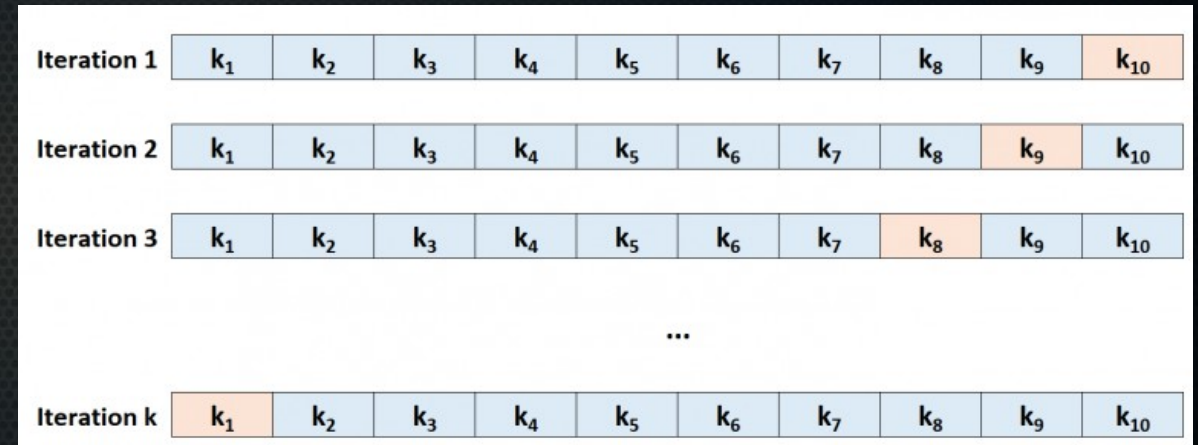 Iteration 1 k₁ k₂ k₃ k₄ k₅ k₆ k₇ k₈ k₉ k₁₀
Iteration 2 k₁ k₂ k₃ k₄ k₅ k₆ k₇ k₈ k₉ k₁₀
Iteration 3 k₁ k₂ k₃ k₄ k₅ k₆ k₇ k₈ k₉ k₁₀
...
Iteration k k₁ k₂ k₃ k₄ k₅ k₆ k₇ k₈ k₉ k₁₀